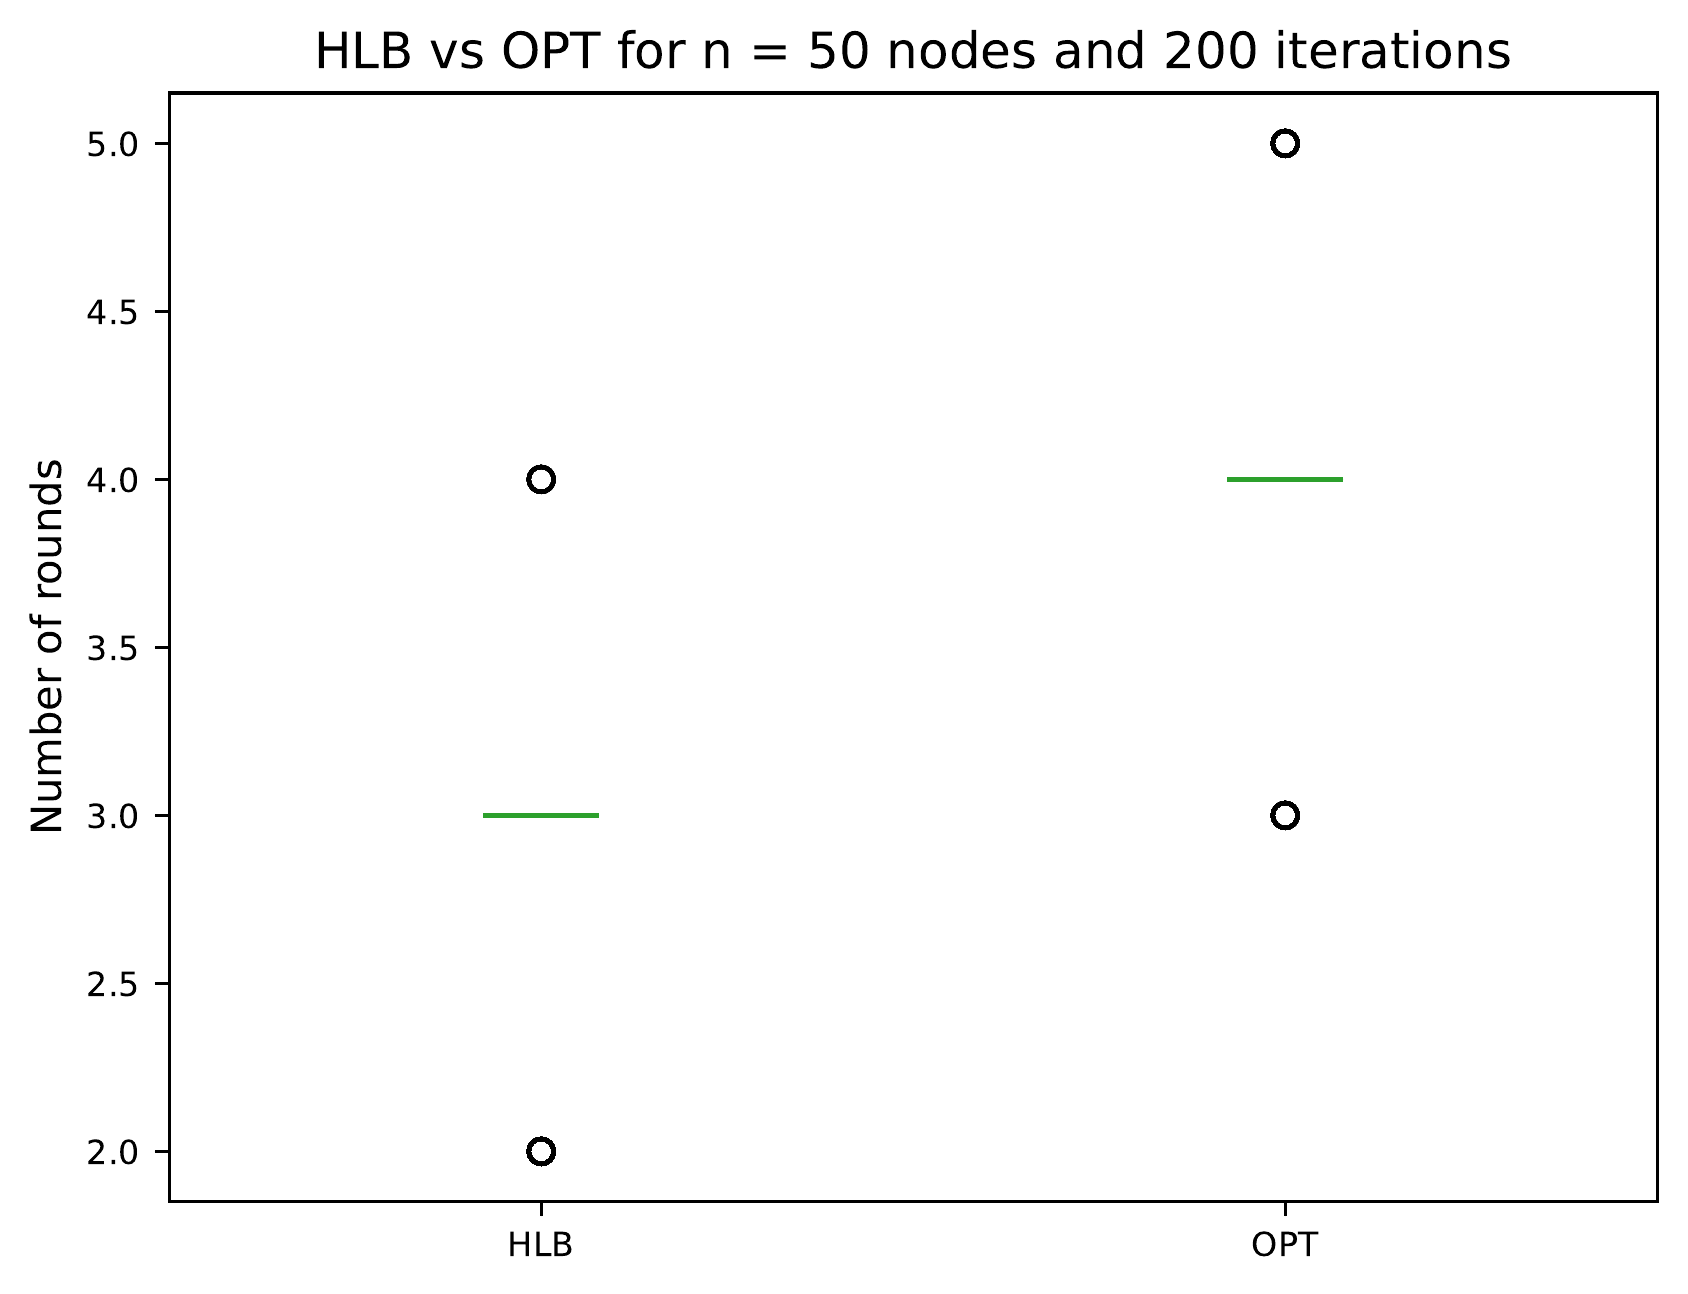 HLB vs OPT for n = 50 nodes and 200 iterations
Number of rounds
5.0
4.5
4.0
3.5
3.0
2.5
2.0
HLB
OPT